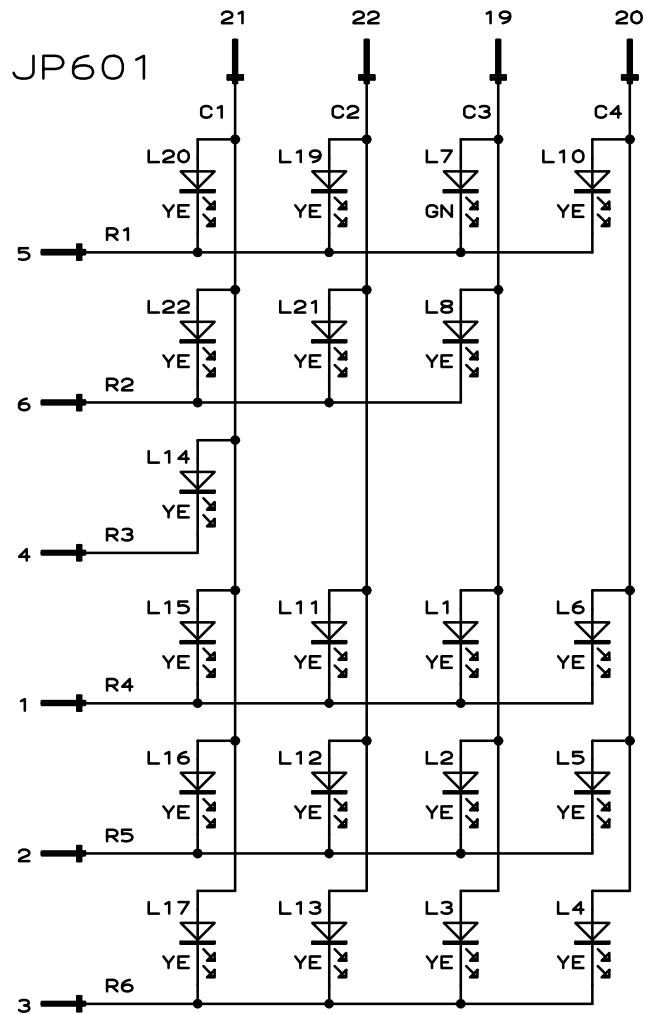 21 22 19 20
JP601
C1 C2 C3 C4
L20 L19 L7 L10
YE YE GN YE
R1
5
L22 L21 L8
YE YE YE
R2
6
L14
YE
R3
4
L15 L11 L1 L6
YE YE YE YE
R4
1
L16 L12 L2 L5
YE YE YE YE
R5
2
L17 L13 L3 L4
YE YE YE YE
R6
3